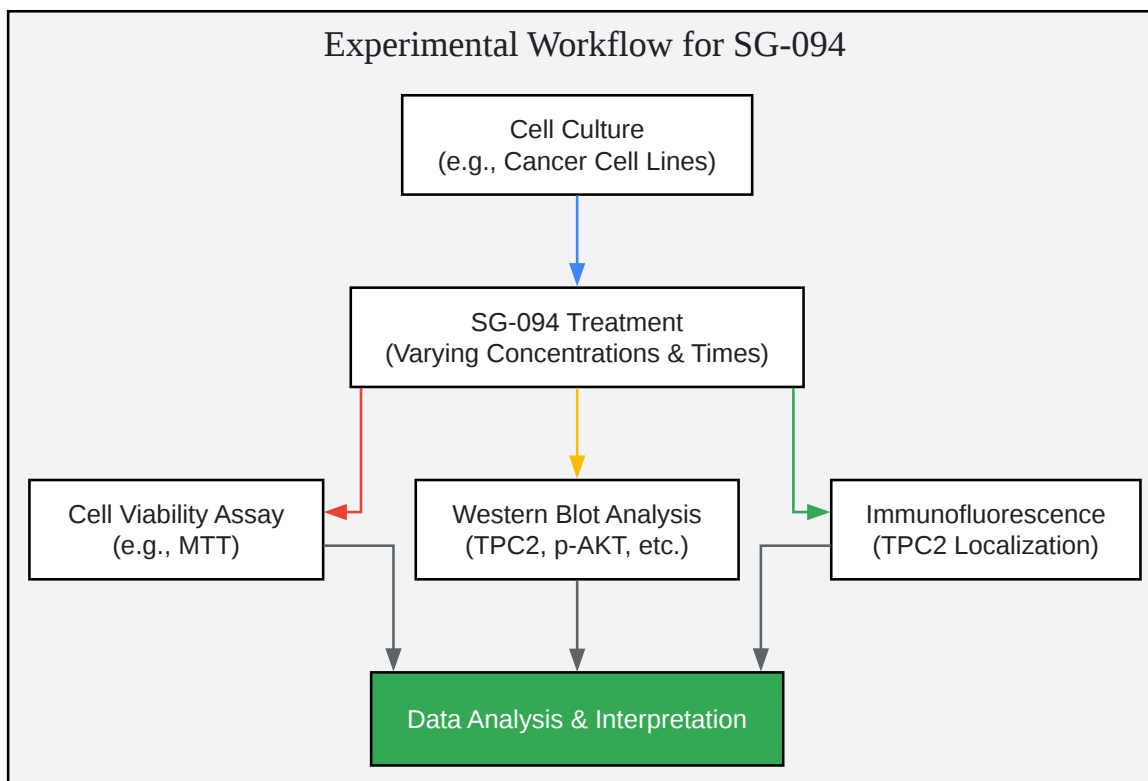 Experimental Workflow for SG-094
Cell Culture
(e.g., Cancer Cell Lines)
SG-094 Treatment
(Varying Concentrations & Times)
Cell Viability Assay
(e.g., MTT)
Western Blot Analysis
(TPC2, p-AKT, etc.)
Immunofluorescence
(TPC2 Localization)
Data Analysis & Interpretation